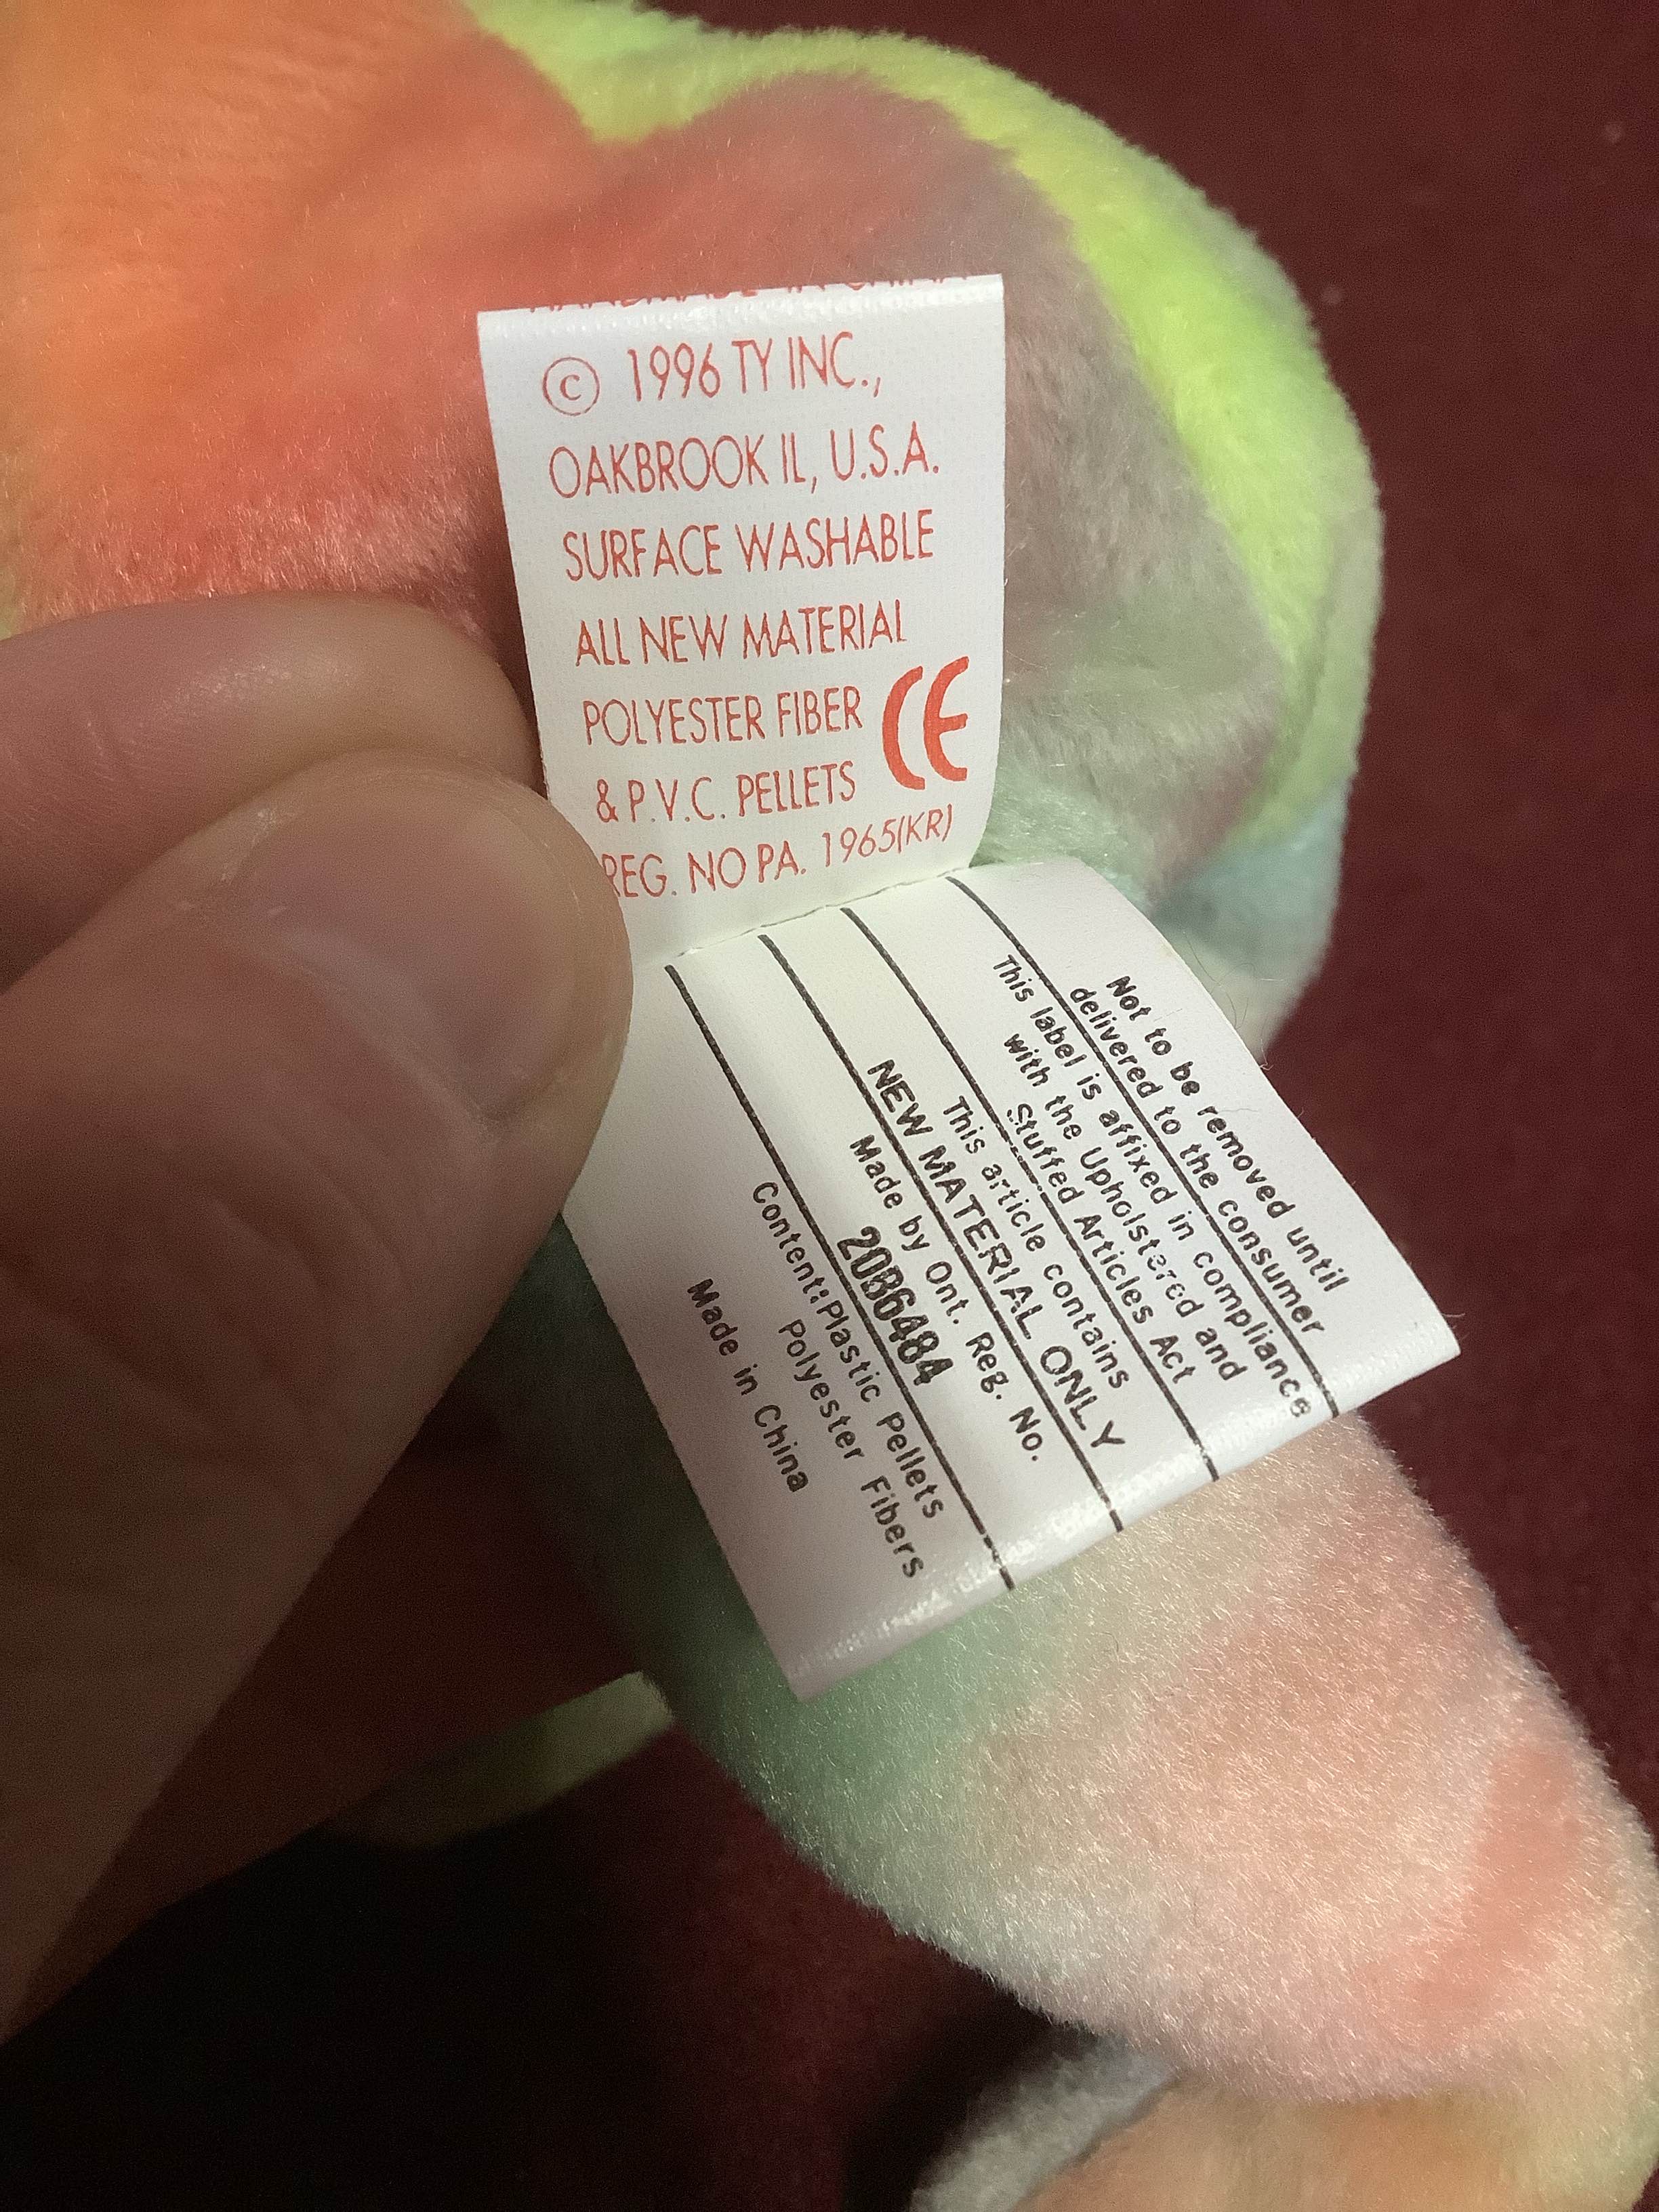 HANDMADE IN CHINA
© 1996 TY INC.,
OAKBROOK IL, U.S.A.
SURFACE WASHABLE
ALL NEW MATERIAL
POLYESTER FIBER
& P.V.C. PELLETS
CE
REG. NO PA. 1965(KR)
Not to be removed until
delivered to the consumer
This label is affixed in compliance
with the Upholstered and
Stuffed Articles Act
This article contains
NEW MATERIAL ONLY
Made by Ont. Reg. No.
20B6484
Content:Plastic Pellets
Polyester Fibers
Made in China